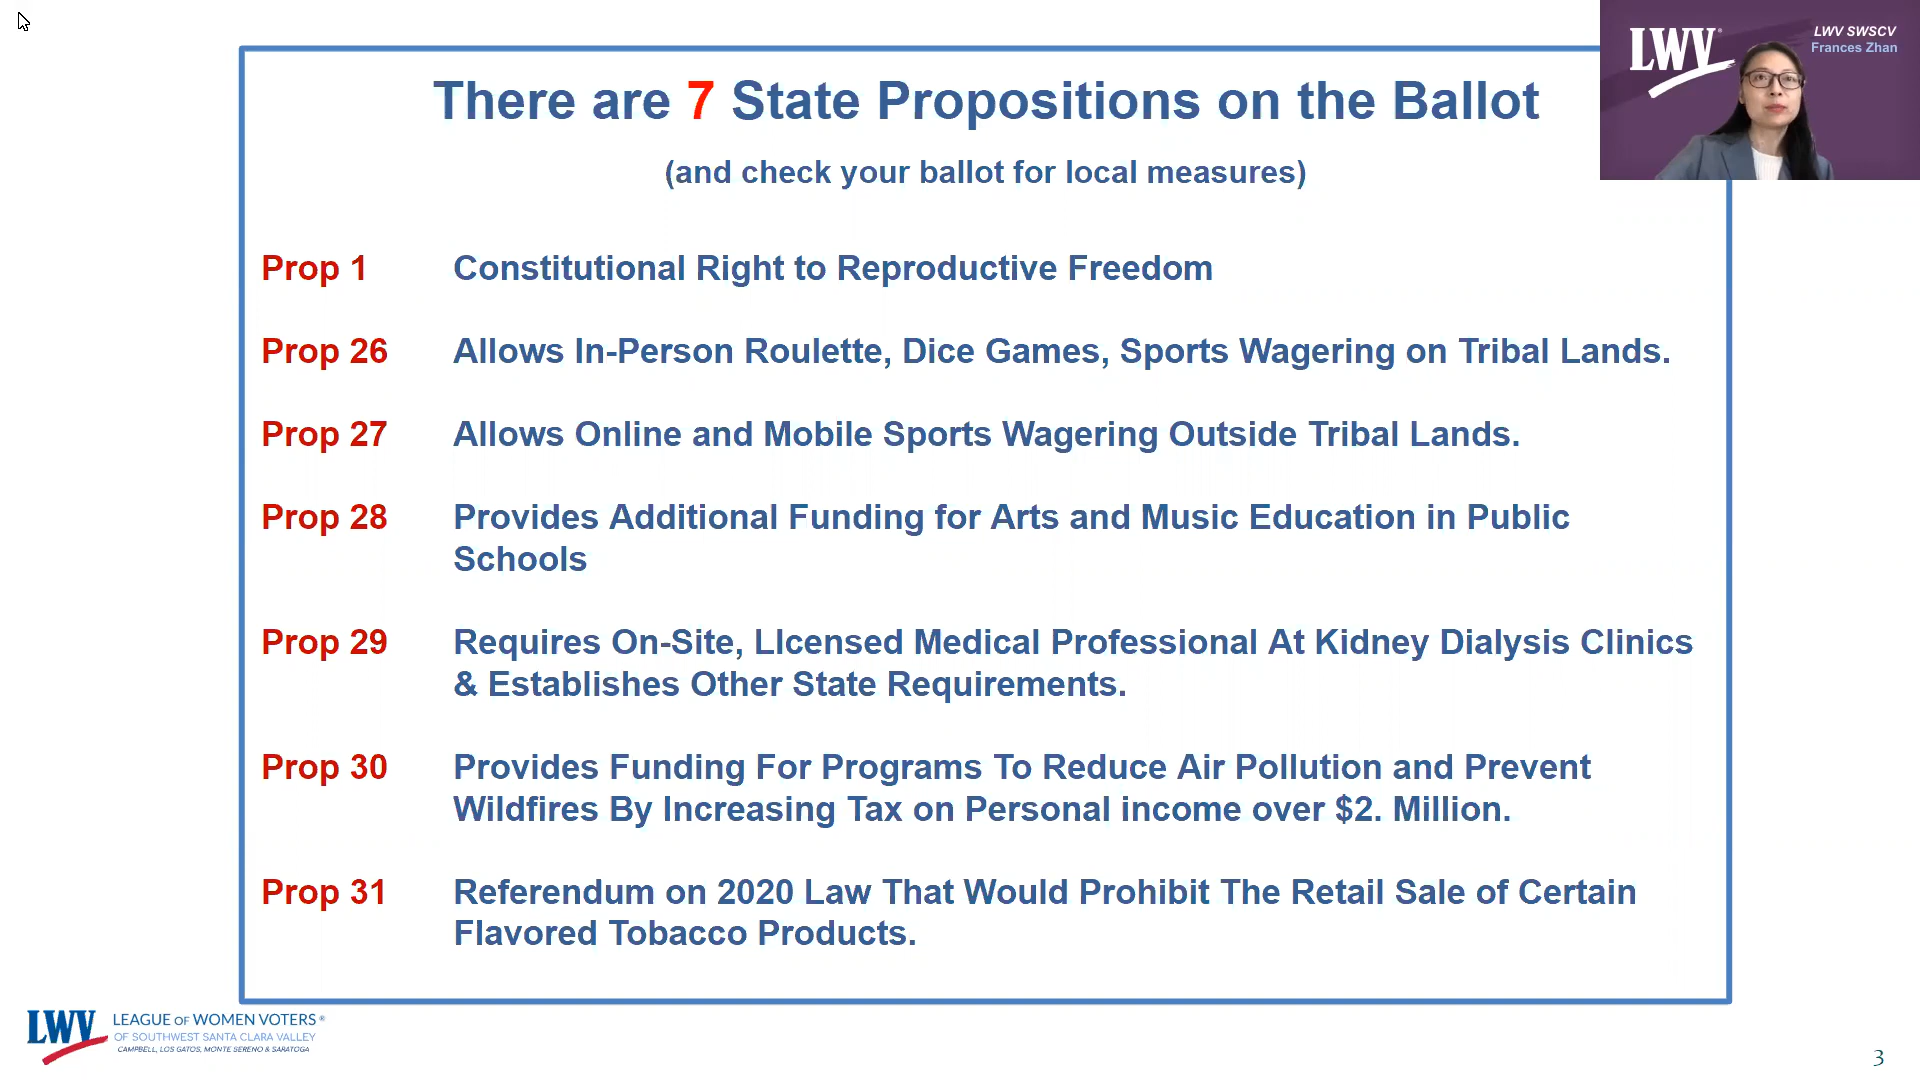 There are 7 State Propositions on the Ballot
(and check your ballot for local measures)
LWV®
LWV SWSCV
Frances Zhan
Prop 1 Constitutional Right to Reproductive Freedom
Prop 26 Allows In-Person Roulette, Dice Games, Sports Wagering on Tribal Lands.
Prop 27 Allows Online and Mobile Sports Wagering Outside Tribal Lands.
Prop 28 Provides Additional Funding for Arts and Music Education in Public
Schools
Prop 29 Requires On-Site, LIcensed Medical Professional At Kidney Dialysis Clinics
& Establishes Other State Requirements.
Prop 30 Provides Funding For Programs To Reduce Air Pollution and Prevent
Wildfires By Increasing Tax on Personal income over $2. Million.
Prop 31 Referendum on 2020 Law That Would Prohibit The Retail Sale of Certain
Flavored Tobacco Products.
LWV LEAGUE OF WOMEN VOTERS®
OF SOUTHWEST SANTA CLARA VALLEY
CAMPBELL, LOS GATOS, MONTE SERENO & SARATOGA
3